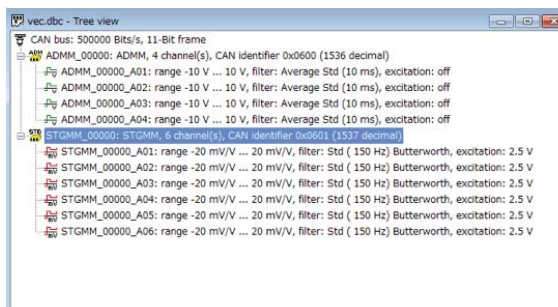 vec.dbc - Tree view
CAN bus: 500000 Bits/s, 11-Bit frame
ADMM_00000: ADMM, 4 channel(s), CAN identifier 0x0600 (1536 decimal)
ADMM_00000_A01: range -10 V ... 10 V, filter: Average Std (10 ms), excitation: off
ADMM_00000_A02: range -10 V ... 10 V, filter: Average Std (10 ms), excitation: off
ADMM_00000_A03: range -10 V ... 10 V, filter: Average Std (10 ms), excitation: off
ADMM_00000_A04: range -10 V ... 10 V, filter: Average Std (10 ms), excitation: off
STGMM_00000: STGMM, 6 channel(s), CAN identifier 0x0601 (1537 decimal)
STGMM_00000_A01: range -20 mV/V ... 20 mV/V, filter: Std ( 150 Hz) Butterworth, excitation: 2.5 V
STGMM_00000_A02: range -20 mV/V ... 20 mV/V, filter: Std ( 150 Hz) Butterworth, excitation: 2.5 V
STGMM_00000_A03: range -20 mV/V ... 20 mV/V, filter: Std ( 150 Hz) Butterworth, excitation: 2.5 V
STGMM_00000_A04: range -20 mV/V ... 20 mV/V, filter: Std ( 150 Hz) Butterworth, excitation: 2.5 V
STGMM_00000_A05: range -20 mV/V ... 20 mV/V, filter: Std ( 150 Hz) Butterworth, excitation: 2.5 V
STGMM_00000_A06: range -20 mV/V ... 20 mV/V, filter: Std ( 150 Hz) Butterworth, excitation: 2.5 V